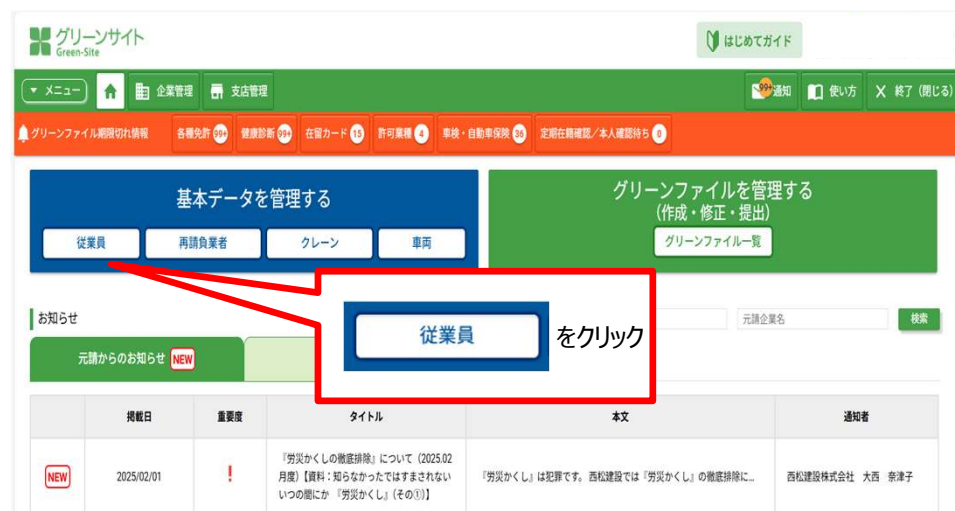 グリーンサイト
Green-Site
はじめてガイド
メニュー
企業管理
支店管理
99+
通知
使い方
終了 (閉じる)
グリーンファイル期限切れ情報
各種免許 99+
健康診断 99+
在留カード 15
許可業種 4
車検・自動車保険 36
定期在籍確認／本人確認待ち 0
基本データを管理する
従業員
再請負業者
クレーン
車両
グリーンファイルを管理する
(作成・修正・提出)
グリーンファイル一覧
従業員 をクリック
お知らせ
元請企業名
検索
元請からのお知らせ NEW
掲載日
重要度
タイトル
本文
通知者
NEW
2025/02/01
!
『労災かくしの徹底排除』について（2025.02
月度）【資料：知らなかったではすまされない
いつの間にか 『労災かくし』(その①)】
『労災かくし』は犯罪です。 西松建設では『労災かくし』の徹底排除に...
西松建設株式会社 大西 奈津子